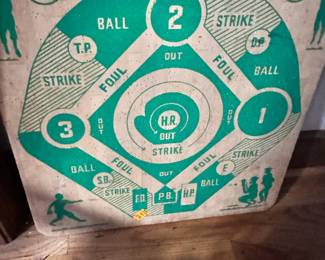 BALL
2
STRIKE
T.P.
D.P.
OUT
STRIKE
FOUL
FOUL
BALL
H.R.
3
OUT
OUT
OUT
1
STRIKE
BALL
FOUL
OUT
FOUL
STRIKE
S.B.
STRIKE
BALL
E
F.O.
P.B.
H.P.